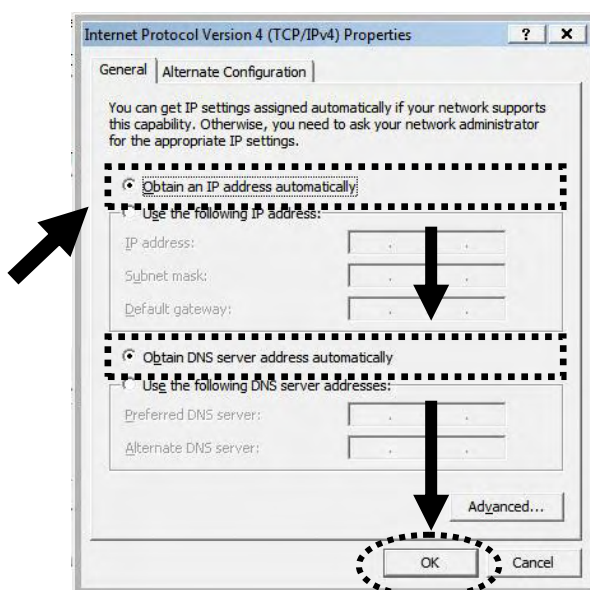 Internet Protocol Version 4 (TCP/IPv4) Properties
General
Alternate Configuration
You can get IP settings assigned automatically if your network supports
this capability. Otherwise, you need to ask your network administrator
for the appropriate IP settings.
Obtain an IP address automatically
Use the following IP address:
IP address:
Subnet mask:
Default gateway:
Obtain DNS server address automatically
Use the following DNS server addresses:
Preferred DNS server:
Alternate DNS server:
Advanced...
OK
Cancel